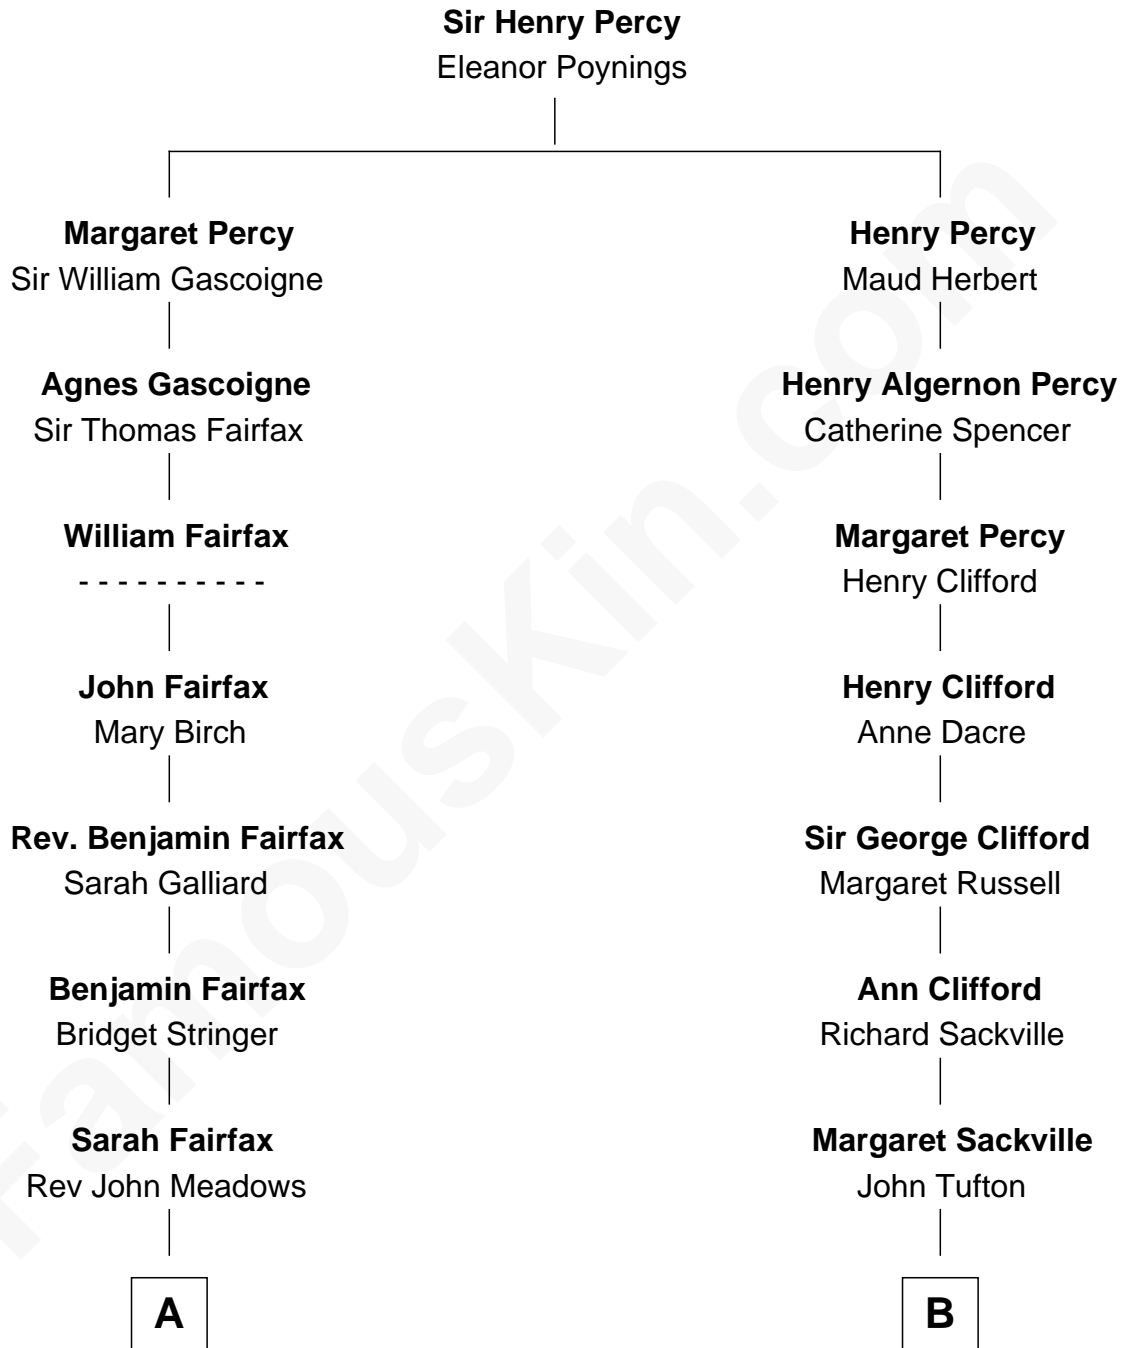 Sir Henry Percy
Eleanor Poynings
Margaret Percy
Sir William Gascoigne
Henry Percy
Maud Herbert
Agnes Gascoigne
Sir Thomas Fairfax
Henry Algernon Percy
Catherine Spencer
William Fairfax
- - - - - - - - - -
Margaret Percy
Henry Clifford
John Fairfax
Mary Birch
Henry Clifford
Anne Dacre
Rev. Benjamin Fairfax
Sarah Galliard
Sir George Clifford
Margaret Russell
Benjamin Fairfax
Bridget Stringer
Ann Clifford
Richard Sackville
Sarah Fairfax
Rev John Meadows
Margaret Sackville
John Tufton
A
B
FamousKin.com